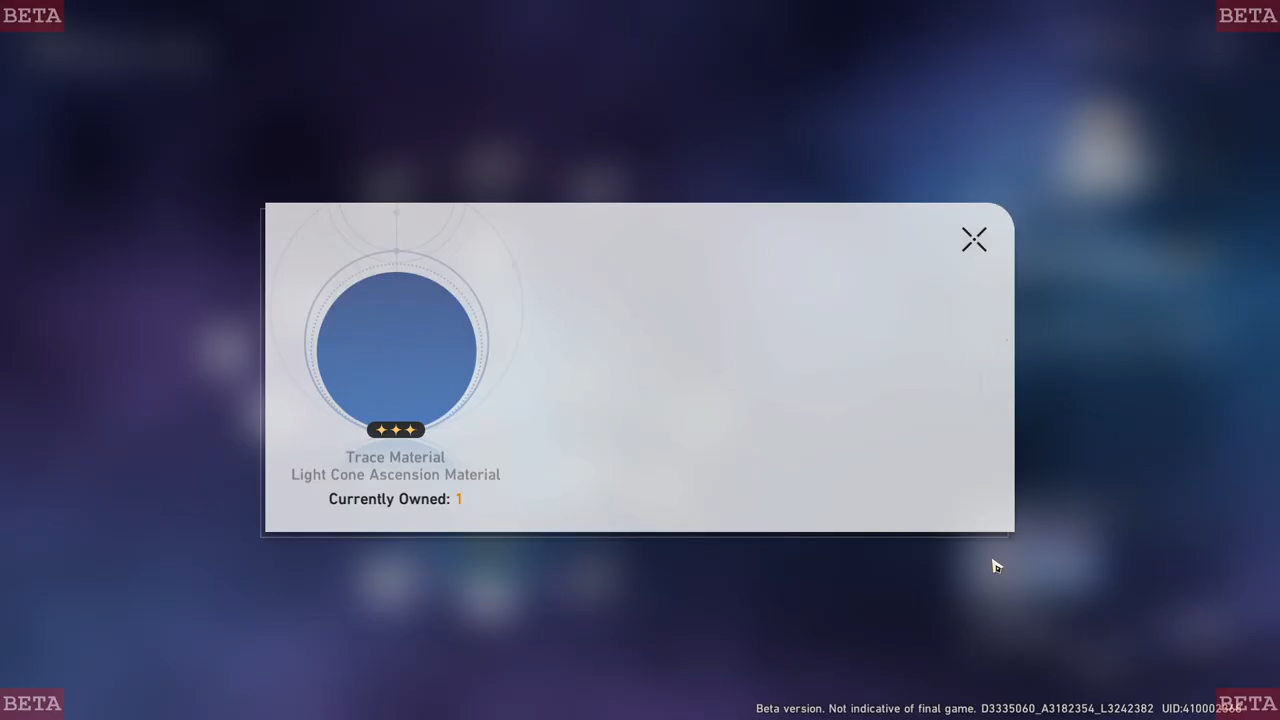 BETA
BETA
Trace Material
Light Cone Ascension Material
Currently Owned: 1
BETA
Beta version. Not indicative of final game. D3335060_A3182354_L3242382
BETA